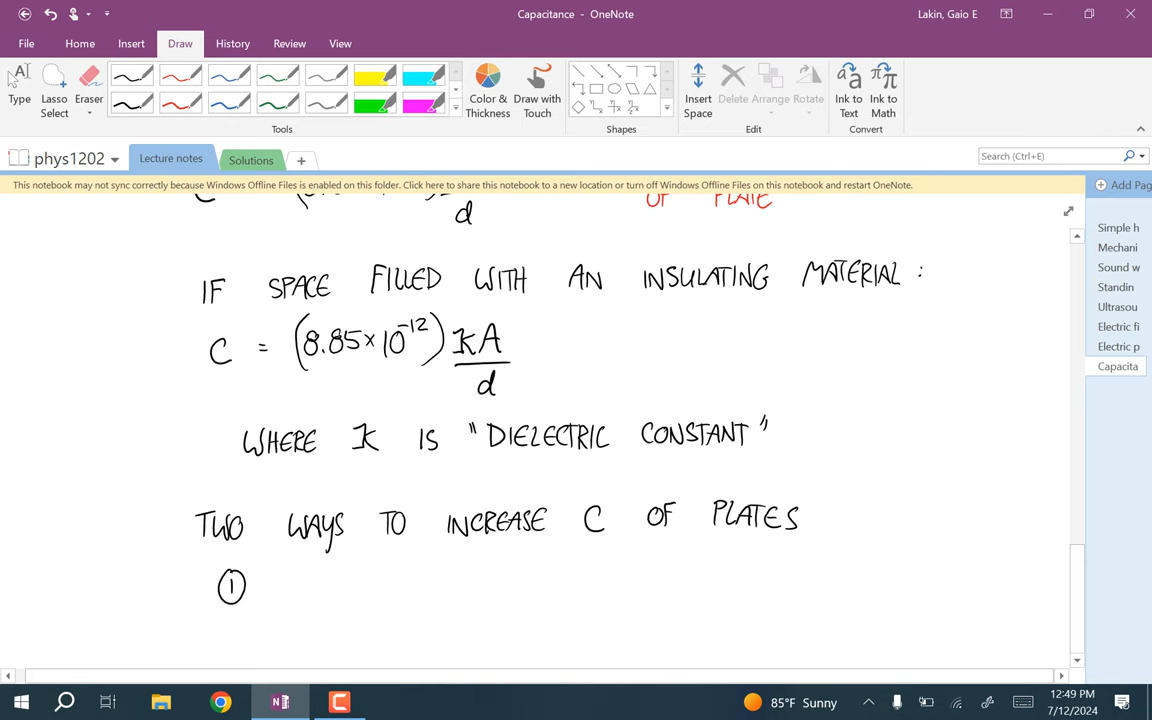 Capacitance - OneNote
Lakin, Gaio E
File
Home
Insert
Draw
History
Review
View
Type
Lasso Select
Eraser
Tools
Color & Thickness
Draw with Touch
Shapes
Insert Space
Delete
Arrange
Rotate
Edit
Ink to Text
Ink to Math
Convert
phys1202
Lecture notes
Solutions
Search (Ctrl+E)
This notebook may not sync correctly because Windows Offline Files is enabled on this folder. Click here to share this notebook to a new location or turn off Windows Offline Files on this notebook and restart OneNote.
Add Pag
Simple h
Mechani
Sound w
Standin
Ultrasou
Electric fi
Electric p
Capacita
d
OF PLATE
IF SPACE FILLED WITH AN INSULATING MATERIAL :
C = (8.85×10⁻¹²) KA
d
WHERE K IS "DIELECTRIC CONSTANT"
TWO WAYS TO INCREASE C OF PLATES
①
85°F Sunny
12:49 PM
7/12/2024